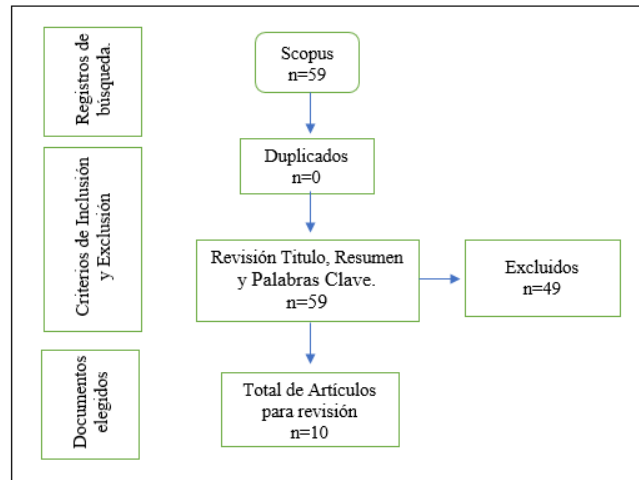 Registros de
búsqueda.
Scopus
n=59
Duplicados
n=0
Criterios de Inclusión
y Exclusión
Revisión Titulo, Resumen
y Palabras Clave.
n=59
Excluidos
n=49
Documentos
elegidos
Total de Artículos
para revisión
n=10